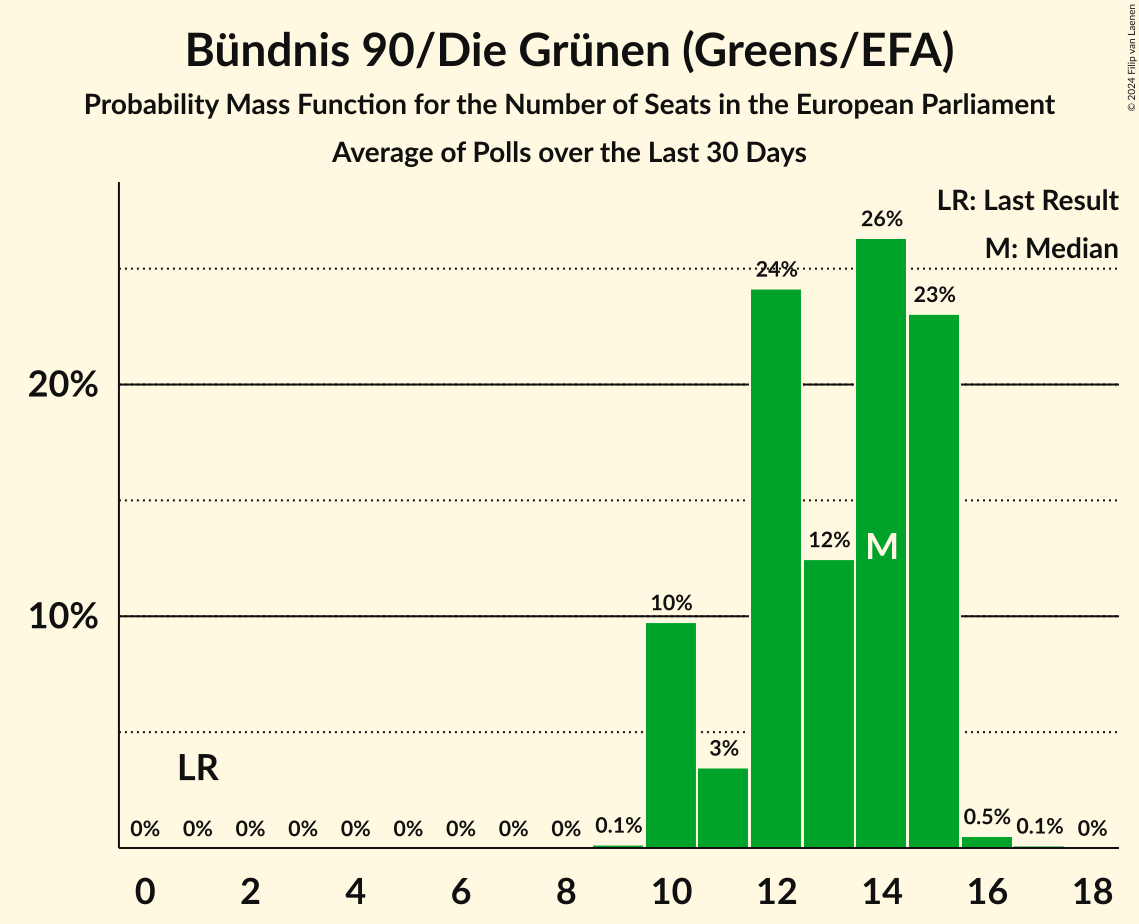 Bündnis 90/Die Grünen (Greens/EFA)
Probability Mass Function for the Number of Seats in the European Parliament
Average of Polls over the Last 30 Days
© 2024 Filip van Laenen
LR: Last Result
M: Median
26%
24%
23%
20%
12%
M
10%
10%
3%
LR
0% 0% 0% 0% 0% 0% 0% 0% 0% 0.1% 0.5% 0.1% 0%
0 2 4 6 8 10 12 14 16 18